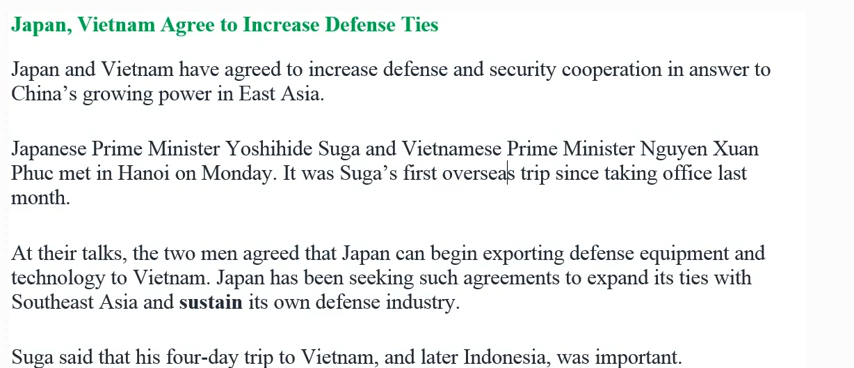 Japan, Vietnam Agree to Increase Defense Ties
Japan and Vietnam have agreed to increase defense and security cooperation in answer to
China’s growing power in East Asia.
Japanese Prime Minister Yoshihide Suga and Vietnamese Prime Minister Nguyen Xuan
Phuc met in Hanoi on Monday. It was Suga’s first overseas trip since taking office last
month.
At their talks, the two men agreed that Japan can begin exporting defense equipment and
technology to Vietnam. Japan has been seeking such agreements to expand its ties with
Southeast Asia and sustain its own defense industry.
Suga said that his four-day trip to Vietnam, and later Indonesia, was important.